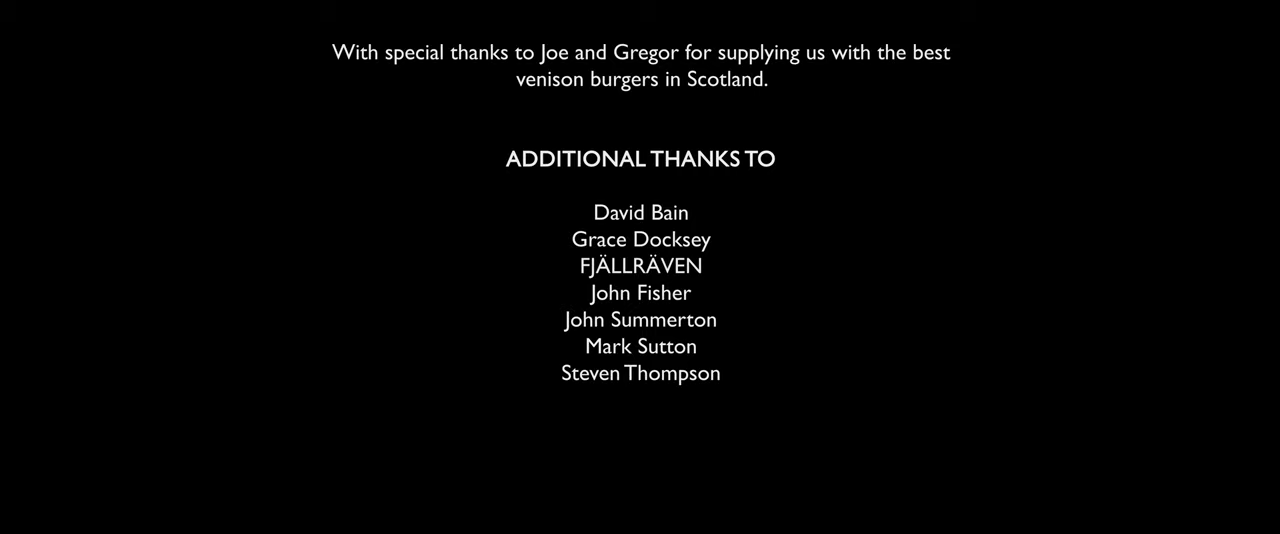 With special thanks to Joe and Gregor for supplying us with the best
venison burgers in Scotland.
ADDITIONAL THANKS TO
David Bain
Grace Docksey
FJÄLLRÄVEN
John Fisher
John Summerton
Mark Sutton
Steven Thompson